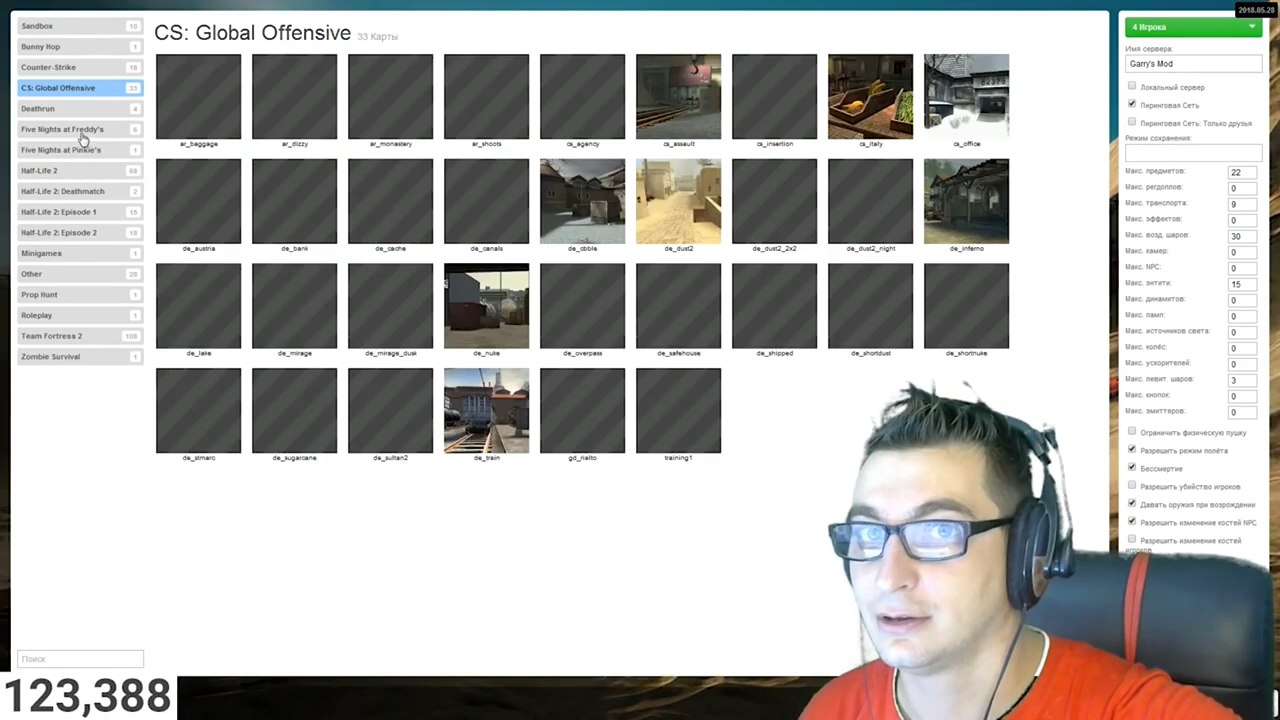 2018.05.28
Sandbox 10
Bunny Hop 1
Counter-Strike 18
CS: Global Offensive 33
Deathrun 4
Five Nights at Freddy's 6
Five Nights at Pinkie's 1
Half-Life 2 68
Half-Life 2: Deathmatch 2
Half-Life 2: Episode 1 15
Half-Life 2: Episode 2 18
Minigames 1
Other 28
Prop Hunt 1
Roleplay 1
Team Fortress 2 108
Zombie Survival 1
Поиск
123,388
CS: Global Offensive 33 Карты
ar_baggage ar_dizzy ar_monastery ar_shoots cs_agency cs_assault cs_insertion cs_italy cs_office
de_austria de_bank de_cache de_canals de_cbble de_dust2 de_dust2_2x2 de_dust2_night de_inferno
de_lake de_mirage de_mirage_dusk de_nuke de_overpass de_safehouse de_shipped de_shortdust de_shortnuke
de_stmarc de_sugarcane de_sultan2 de_train gd_rialto training1
4 Игрока
Имя сервера:
Garry's Mod
Локальный сервер
Пиринговая Сеть
Пиринговая Сеть: Только друзья
Режим сохранения:
Макс. предметов: 22
Макс. регдоллов: 0
Макс. транспорта: 9
Макс. эффектов: 0
Макс. возд. шаров: 30
Макс. камер: 0
Макс. NPC: 0
Макс. энтити: 15
Макс. динамитов: 0
Макс. ламп: 0
Макс. источников света: 0
Макс. колёс: 0
Макс. ускорителей: 0
Макс. левит. шаров: 3
Макс. кнопок: 0
Макс. эмиттеров: 0
Ограничить физическую пушку
Разрешить режим полёта
Бессмертие
Разрешить убийство игроков
Давать оружия при возрождении
Разрешить изменение костей NPC
Разрешить изменение костей
игроков